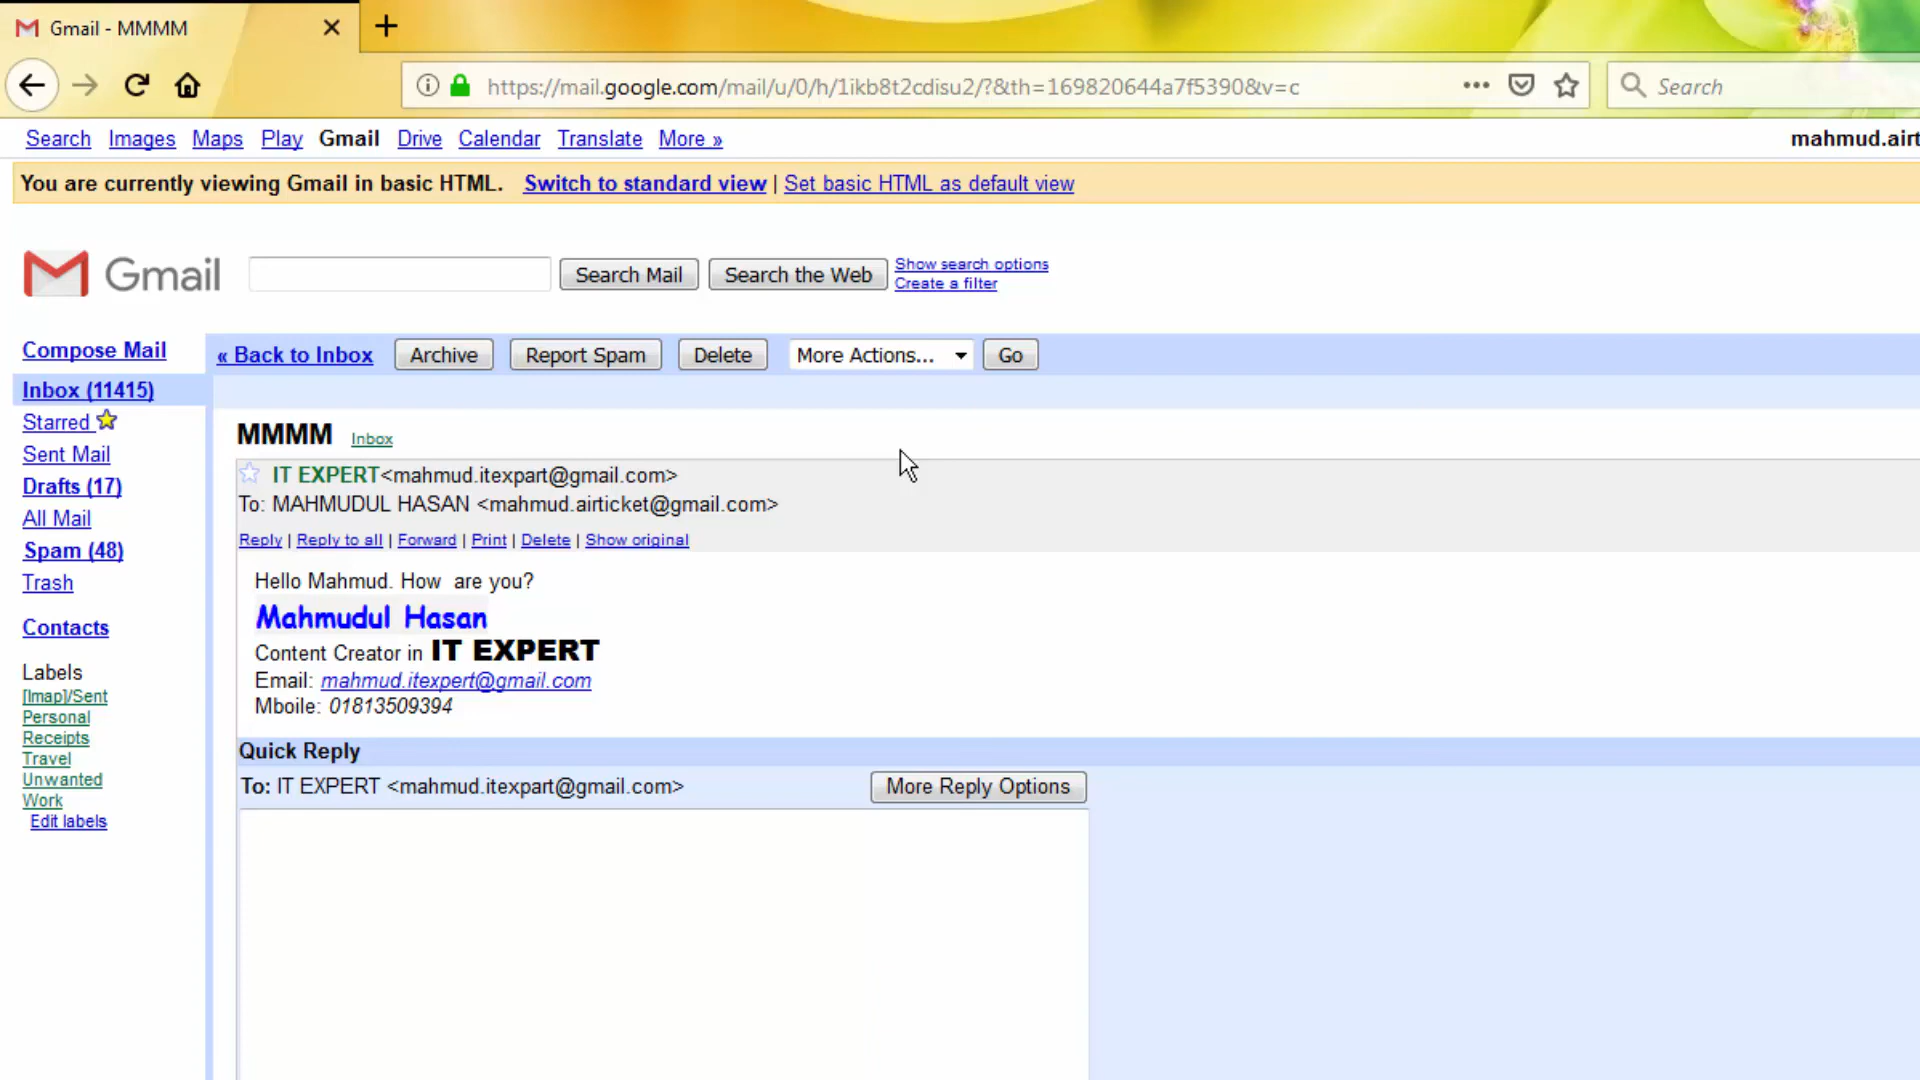 Gmail - MMMM
https://mail.google.com/mail/u/0/h/1ikb8t2cdisu2/?&th=169820644a7f5390&v=c
Search
Search Images Maps Play Gmail Drive Calendar Translate More »
mahmud.airt
You are currently viewing Gmail in basic HTML. Switch to standard view | Set basic HTML as default view
Gmail
Search Mail
Search the Web
Show search options
Create a filter
Compose Mail
Inbox (11415)
Starred
Sent Mail
Drafts (17)
All Mail
Spam (48)
Trash
Contacts
Labels
[Imap]/Sent
Personal
Receipts
Travel
Unwanted
Work
Edit labels
« Back to Inbox Archive Report Spam Delete More Actions... Go
MMMM Inbox
IT EXPERT<mahmud.itexpart@gmail.com>
To: MAHMUDUL HASAN <mahmud.airticket@gmail.com>
Reply | Reply to all | Forward | Print | Delete | Show original
Hello Mahmud. How  are you?
Mahmudul Hasan
Content Creator in IT EXPERT
Email: mahmud.itexpert@gmail.com
Mboile: 01813509394
Quick Reply
To: IT EXPERT <mahmud.itexpart@gmail.com>
More Reply Options